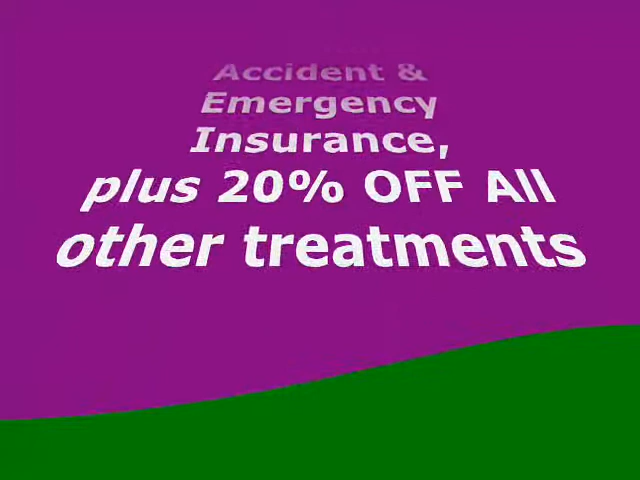 Accident &
Emergency
Insurance,
plus 20% OFF All
other treatments